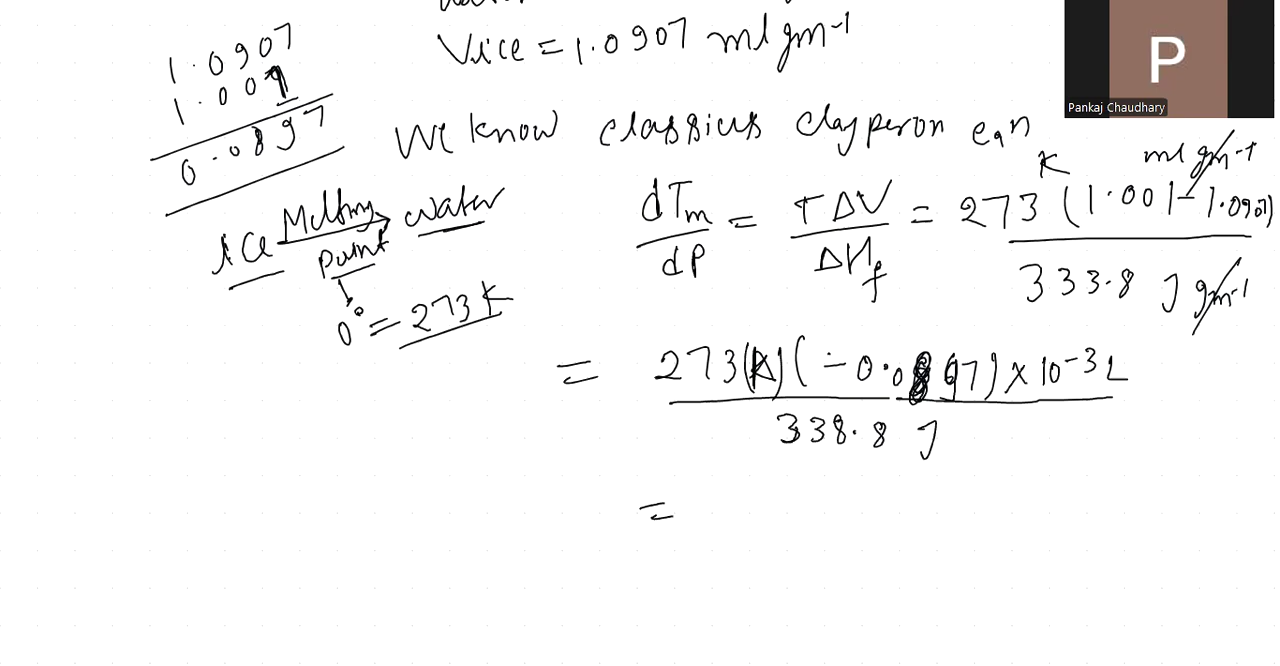 Vice = 1.0907 ml gm-1
1.0907
1.001
0.0897
P
Pankaj Chaudhary
We know classius clayperon eqn
ice Melting Point water
0° = 273 K
dTm/dP = TΔV/ΔHf = 273 K (1.001 - 1.0907) ml gm-1 / 333.8 J gm-1
= 273(K)(-0.0897) × 10-3 L / 338.8 J
=